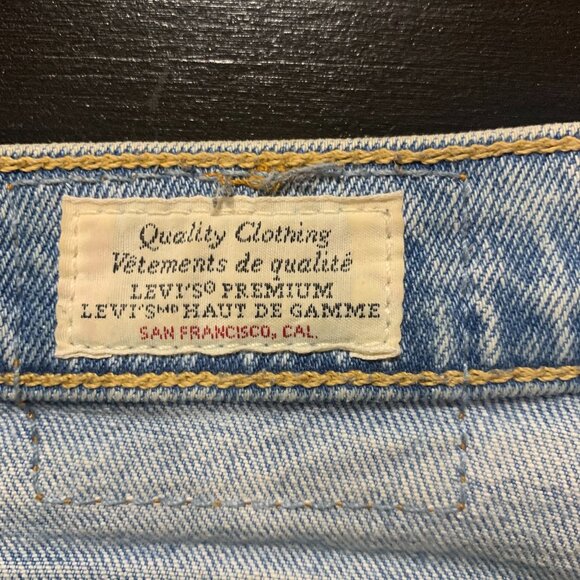 Quality Clothing
Vêtements de qualité
LEVI'S® PREMIUM
LEVI'SMD HAUT DE GAMME
SAN FRANCISCO, CAL.